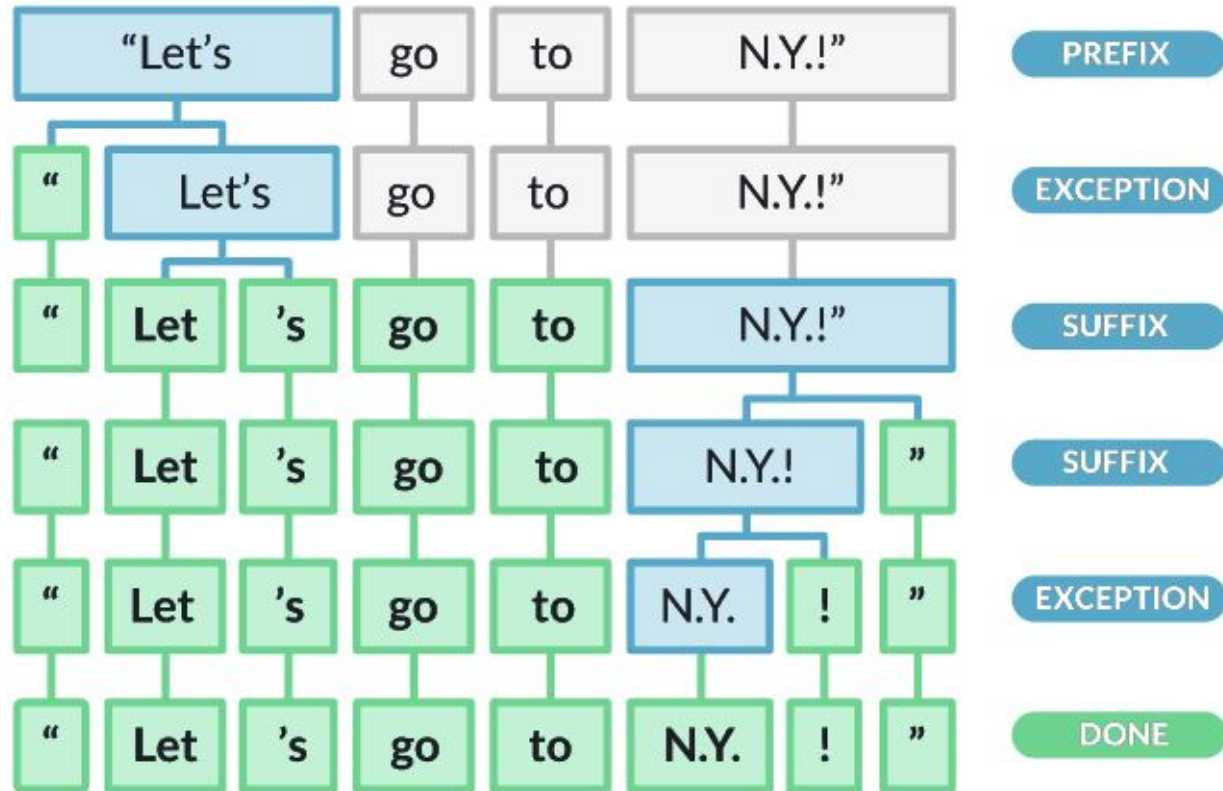 “Let’s go to N.Y.!” PREFIX
“ Let’s go to N.Y.!” EXCEPTION
“ Let ’s go to N.Y.!” SUFFIX
“ Let ’s go to N.Y.! ” SUFFIX
“ Let ’s go to N.Y. ! ” EXCEPTION
“ Let ’s go to N.Y. ! ” DONE